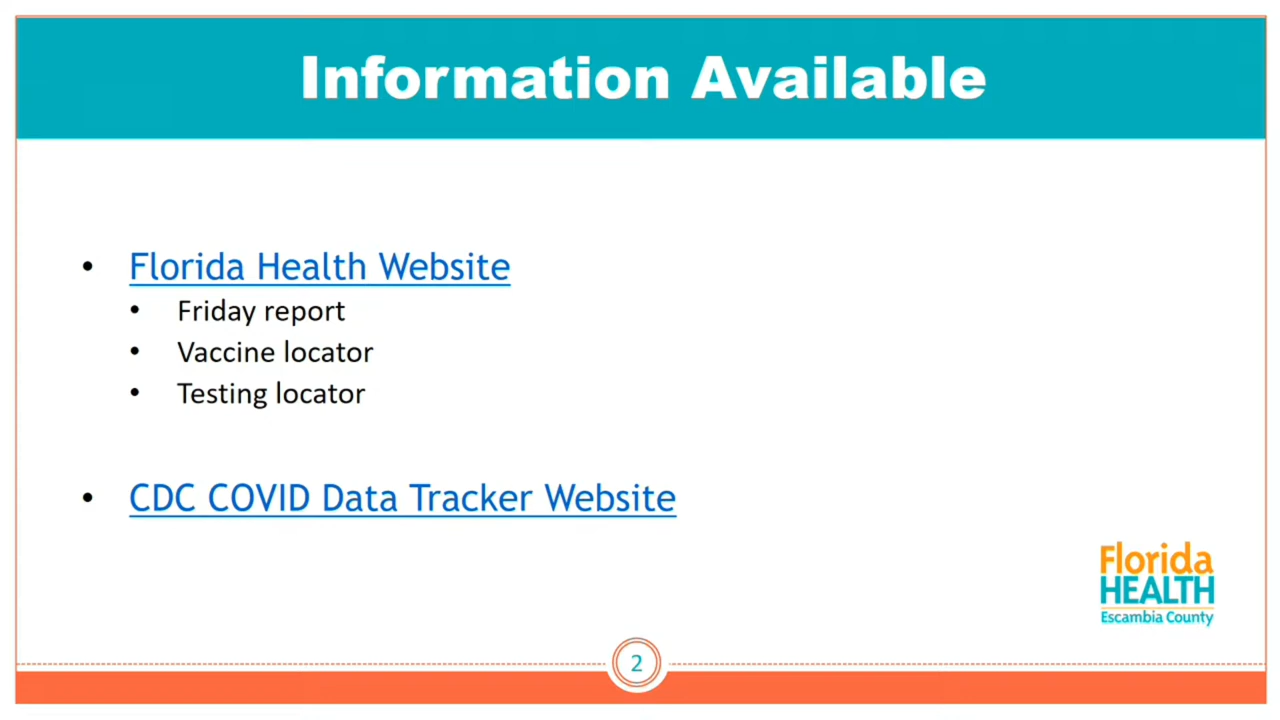 Information Available
• Florida Health Website
• Friday report
• Vaccine locator
• Testing locator
• CDC COVID Data Tracker Website
Florida
HEALTH
Escambia County
2